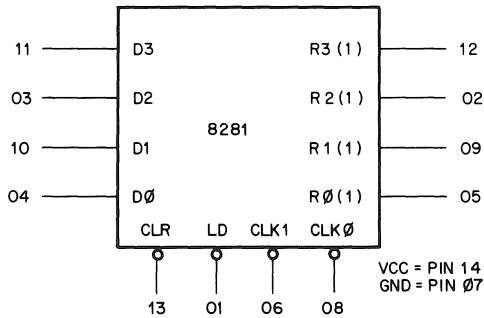 11 D3 R3(1) 12
03 D2 R2(1) 02
8281
10 D1 R1(1) 09
04 DØ RØ(1) 05
CLR LD CLK1 CLKØ
VCC = PIN 14
GND = PIN Ø7
13 01 06 08